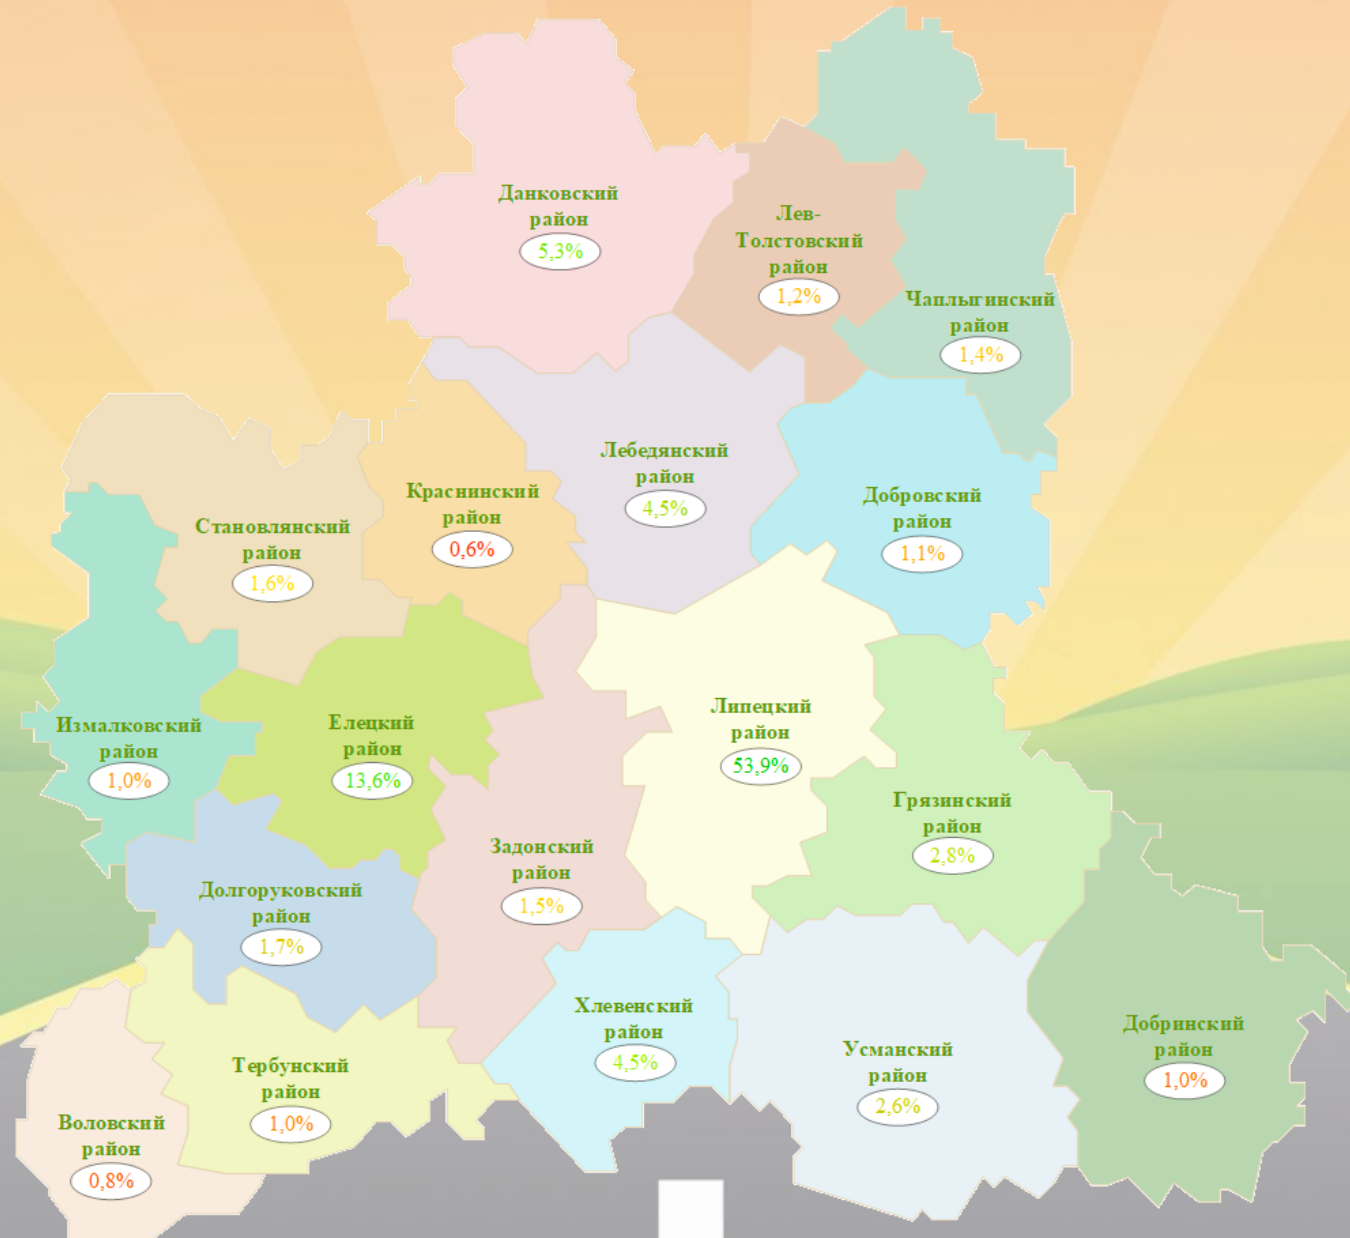 Данковский
район
5,3%
Лев-
Толстовский
район
1,2%
Чаплыгинский
район
1,4%
Лебедянский
район
4,5%
Краснинский
район
0,6%
Добровский
район
1,1%
Становлянский
район
1,6%
Измалковский
район
1,0%
Елецкий
район
13,6%
Липецкий
район
53,9%
Грязинский
район
2,8%
Задонский
район
1,5%
Долгоруковский
район
1,7%
Хлевенский
район
4,5%
Добринский
район
1,0%
Усманский
район
2,6%
Тербунский
район
1,0%
Воловский
район
0,8%